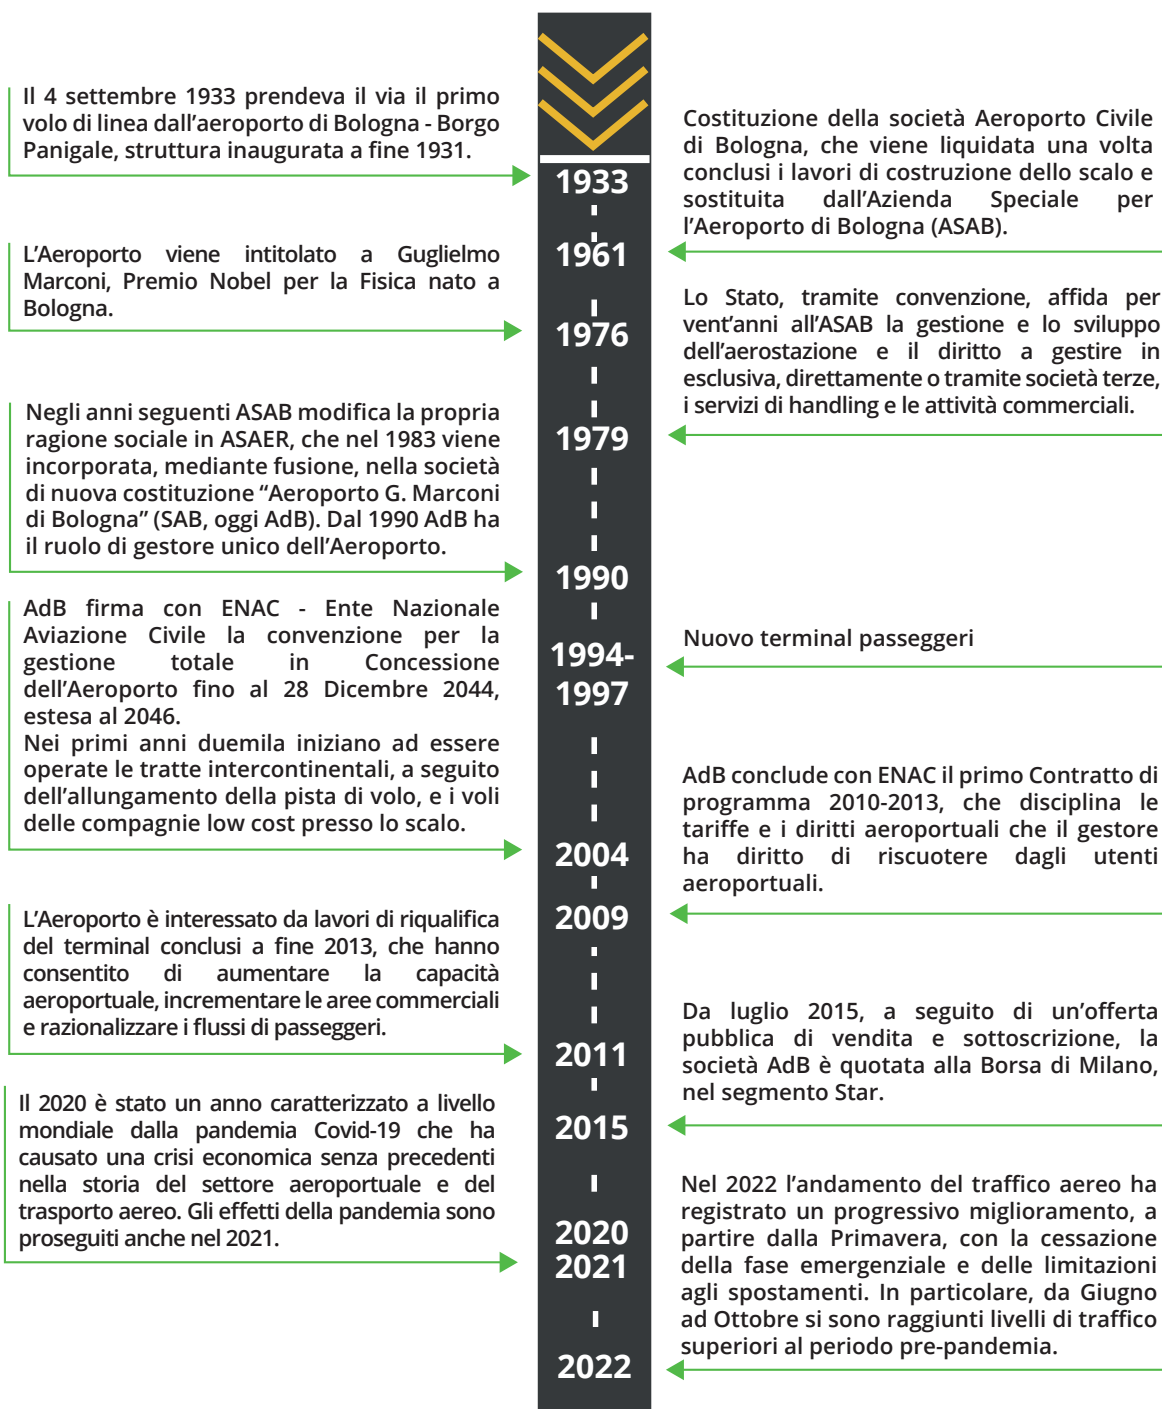 Il 4 settembre 1933 prendeva il via il primo
volo di linea dall'aeroporto di Bologna - Borgo
Panigale, struttura inaugurata a fine 1931.
1933
Costituzione della società Aeroporto Civile
di Bologna, che viene liquidata una volta
conclusi i lavori di costruzione dello scalo e
sostituita dall'Azienda Speciale per
l'Aeroporto di Bologna (ASAB).
1961
L'Aeroporto viene intitolato a Guglielmo
Marconi, Premio Nobel per la Fisica nato a
Bologna.
1976
Lo Stato, tramite convenzione, affida per
vent'anni all'ASAB la gestione e lo sviluppo
dell'aerostazione e il diritto a gestire in
esclusiva, direttamente o tramite società terze,
i servizi di handling e le attività commerciali.
1979
Negli anni seguenti ASAB modifica la propria
ragione sociale in ASAER, che nel 1983 viene
incorporata, mediante fusione, nella società
di nuova costituzione “Aeroporto G. Marconi
di Bologna” (SAB, oggi AdB). Dal 1990 AdB ha
il ruolo di gestore unico dell'Aeroporto.
1990
Nuovo terminal passeggeri
1994-
1997
AdB firma con ENAC - Ente Nazionale
Aviazione Civile la convenzione per la
gestione totale in Concessione
dell'Aeroporto fino al 28 Dicembre 2044,
estesa al 2046.
Nei primi anni duemila iniziano ad essere
operate le tratte intercontinentali, a seguito
dell'allungamento della pista di volo, e i voli
delle compagnie low cost presso lo scalo.
2004
AdB conclude con ENAC il primo Contratto di
programma 2010-2013, che disciplina le
tariffe e i diritti aeroportuali che il gestore
ha diritto di riscuotere dagli utenti
aeroportuali.
2009
L'Aeroporto è interessato da lavori di riqualifica
del terminal conclusi a fine 2013, che hanno
consentito di aumentare la capacità
aeroportuale, incrementare le aree commerciali
e razionalizzare i flussi di passeggeri.
2011
Da luglio 2015, a seguito di un'offerta
pubblica di vendita e sottoscrizione, la
società AdB è quotata alla Borsa di Milano,
nel segmento Star.
2015
Il 2020 è stato un anno caratterizzato a livello
mondiale dalla pandemia Covid-19 che ha
causato una crisi economica senza precedenti
nella storia del settore aeroportuale e del
trasporto aereo. Gli effetti della pandemia sono
proseguiti anche nel 2021.
2020
2021
Nel 2022 l'andamento del traffico aereo ha
registrato un progressivo miglioramento, a
partire dalla Primavera, con la cessazione
della fase emergenziale e delle limitazioni
agli spostamenti. In particolare, da Giugno
ad Ottobre si sono raggiunti livelli di traffico
superiori al periodo pre-pandemia.
2022